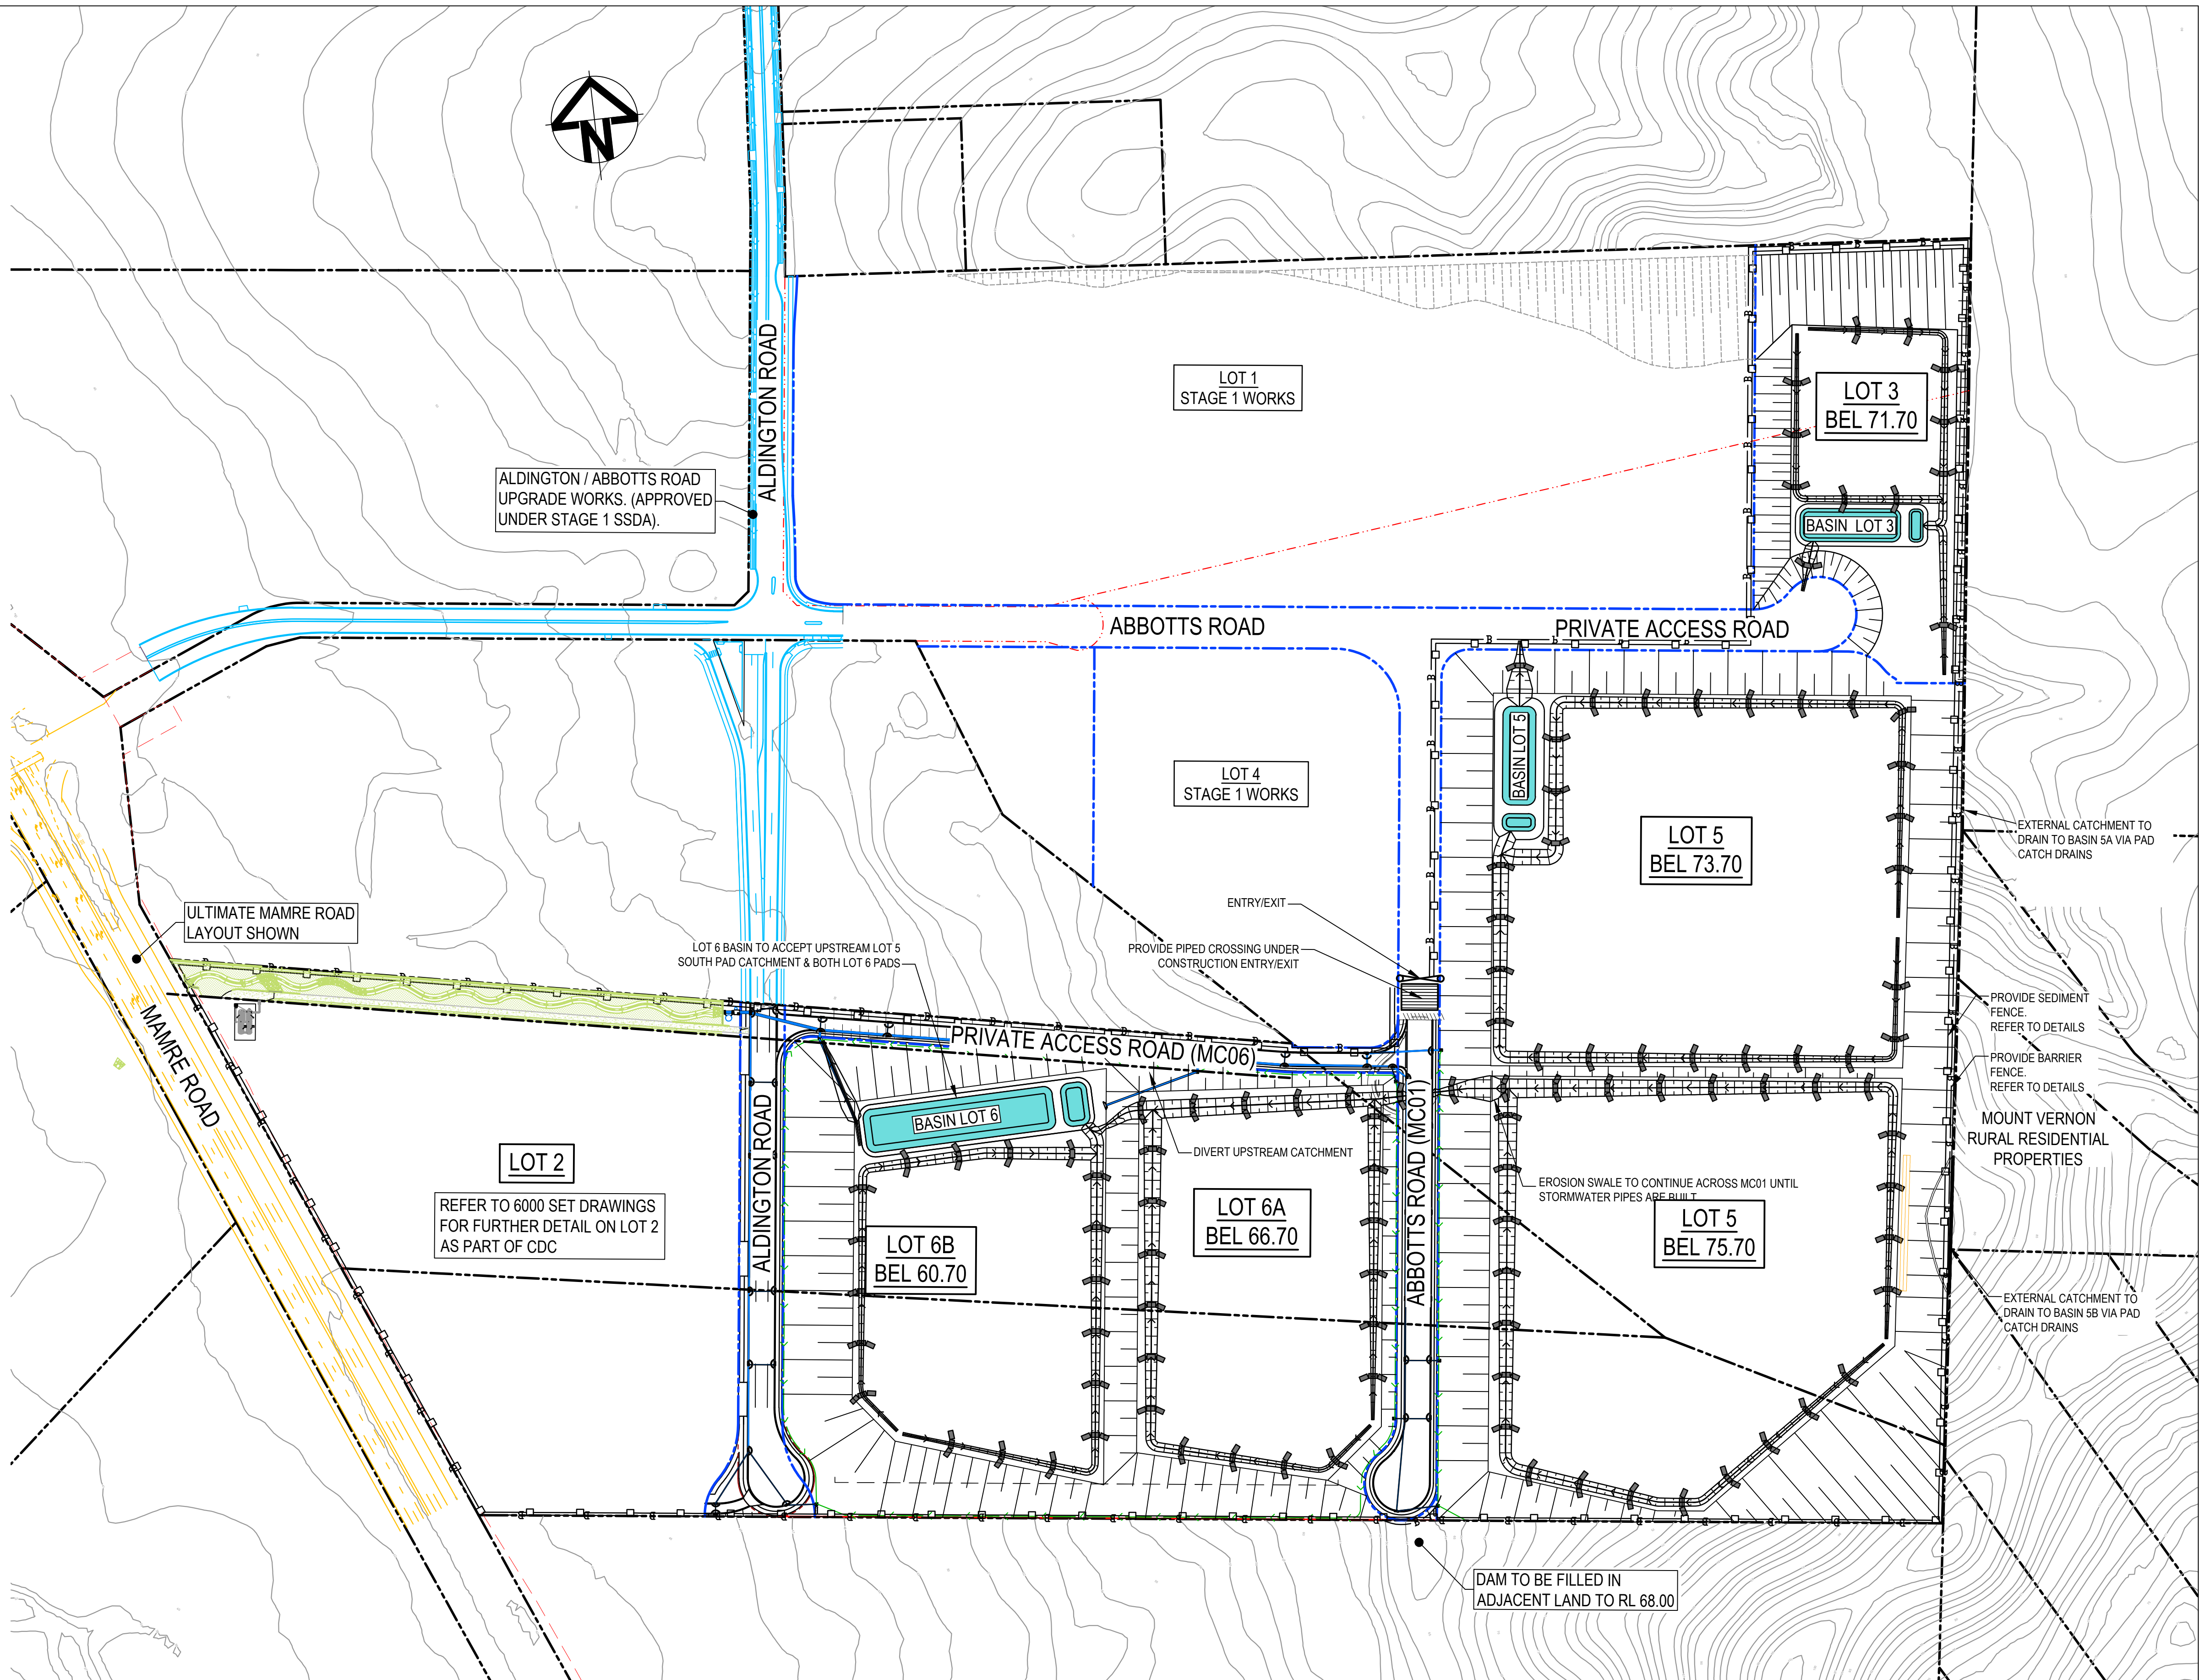 N
ALDINGTON ROAD
LOT 1
STAGE 1 WORKS
LOT 3
BEL 71.70
BASIN LOT 3
ALDINGTON / ABBOTTS ROAD
UPGRADE WORKS. (APPROVED
UNDER STAGE 1 SSDA).
ABBOTTS ROAD
PRIVATE ACCESS ROAD
BASIN LOT 5
LOT 4
STAGE 1 WORKS
LOT 5
BEL 73.70
EXTERNAL CATCHMENT TO
DRAIN TO BASIN 5A VIA PAD
CATCH DRAINS
ULTIMATE MAMRE ROAD
LAYOUT SHOWN
ENTRY/EXIT
LOT 6 BASIN TO ACCEPT UPSTREAM LOT 5
SOUTH PAD CATCHMENT & BOTH LOT 6 PADS
PROVIDE PIPED CROSSING UNDER
CONSTRUCTION ENTRY/EXIT
PROVIDE SEDIMENT
FENCE.
REFER TO DETAILS
PROVIDE BARRIER
FENCE.
REFER TO DETAILS
MAMRE ROAD
PRIVATE ACCESS ROAD (MC06)
BASIN LOT 6
MOUNT VERNON
RURAL RESIDENTIAL
PROPERTIES
LOT 2
REFER TO 6000 SET DRAWINGS
FOR FURTHER DETAIL ON LOT 2
AS PART OF CDC
ALDINGTON ROAD
DIVERT UPSTREAM CATCHMENT
ABBOTTS ROAD (MC01)
EROSION SWALE TO CONTINUE ACROSS MC01 UNTIL
STORMWATER PIPES ARE BUILT
LOT 6B
BEL 60.70
LOT 6A
BEL 66.70
LOT 5
BEL 75.70
EXTERNAL CATCHMENT TO
DRAIN TO BASIN 5B VIA PAD
CATCH DRAINS
DAM TO BE FILLED IN
ADJACENT LAND TO RL 68.00